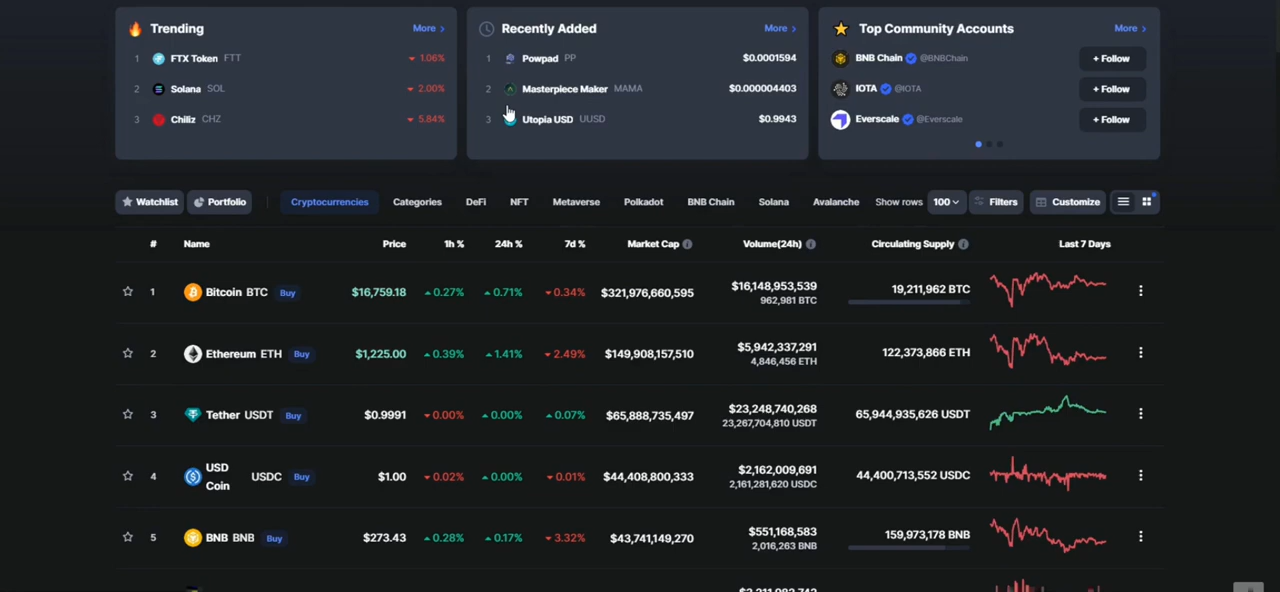 Trending More >
1 FTX Token FTT 1.06%
2 Solana SOL 2.00%
3 Chiliz CHZ 5.84%
Recently Added More >
1 Powpad PP $0.0001594
2 Masterpiece Maker MAMA $0.000004403
3 Utopia USD UUSD $0.9943
Top Community Accounts More >
BNB Chain @BNBChain + Follow
IOTA @IOTA + Follow
Everscale @Everscale + Follow
Watchlist Portfolio Cryptocurrencies Categories DeFi NFT Metaverse Polkadot BNB Chain Solana Avalanche Show rows 100 Filters Customize
# Name Price 1h % 24h % 7d % Market Cap Volume(24h) Circulating Supply Last 7 Days
1 Bitcoin BTC Buy $16,759.18 0.27% 0.71% 0.34% $321,976,660,595 $16,148,953,539 19,211,962 BTC
962,981 BTC
2 Ethereum ETH Buy $1,225.00 0.39% 1.41% 2.49% $149,908,157,510 $5,942,337,291 122,373,866 ETH
4,846,456 ETH
3 Tether USDT Buy $0.9991 0.00% 0.00% 0.07% $65,888,735,497 $23,248,740,268 65,944,935,626 USDT
23,267,704,810 USDT
4 USD Coin USDC Buy $1.00 0.02% 0.00% 0.01% $44,408,800,333 $2,162,009,691 44,400,713,552 USDC
2,161,281,620 USDC
5 BNB BNB Buy $273.43 0.28% 0.17% 3.32% $43,741,149,270 $551,168,583 159,973,178 BNB
2,016,263 BNB